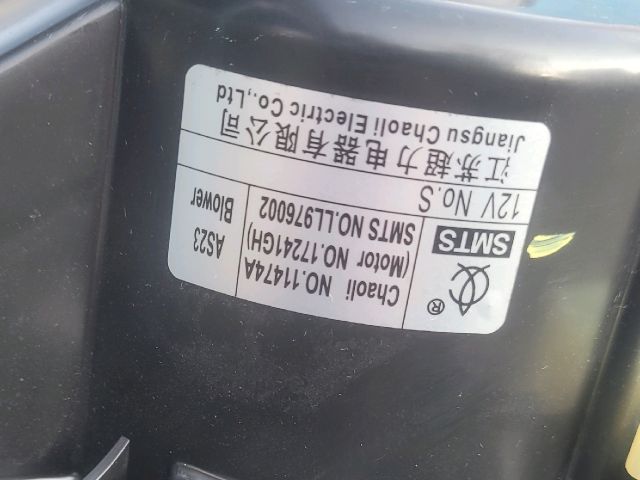 ®
Chaoli NO.11474A
(Motor NO.17241GH)
SMTS NO.LL976002
AS23
Blower
SMTS
12V No.S
江苏超力电器有限公司
Jiangsu Chaoli Electric Co.,Ltd